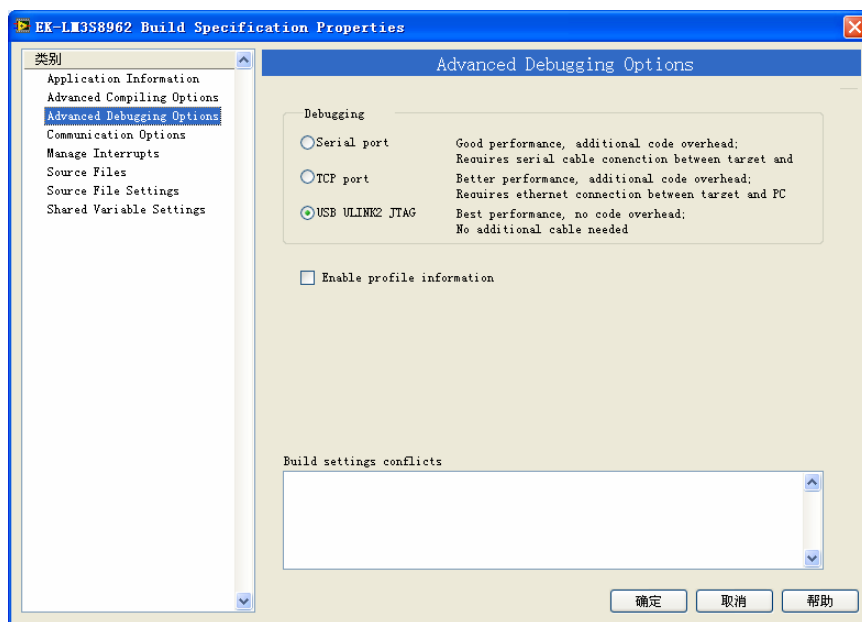 EK-LM3S8962 Build Specification Properties
类别
Application Information
Advanced Compiling Options
Advanced Debugging Options
Communication Options
Manage Interrupts
Source Files
Source File Settings
Shared Variable Settings
Advanced Debugging Options
Debugging
Serial port
Good performance, additional code overhead;
Requires serial cable conenction between target and
TCP port
Better performance, additional code overhead;
Requires ethernet connection between target and PC
USB ULINK2 JTAG
Best performance, no code overhead;
No additional cable needed
Enable profile information
Build settings conflicts
确定
取消
帮助